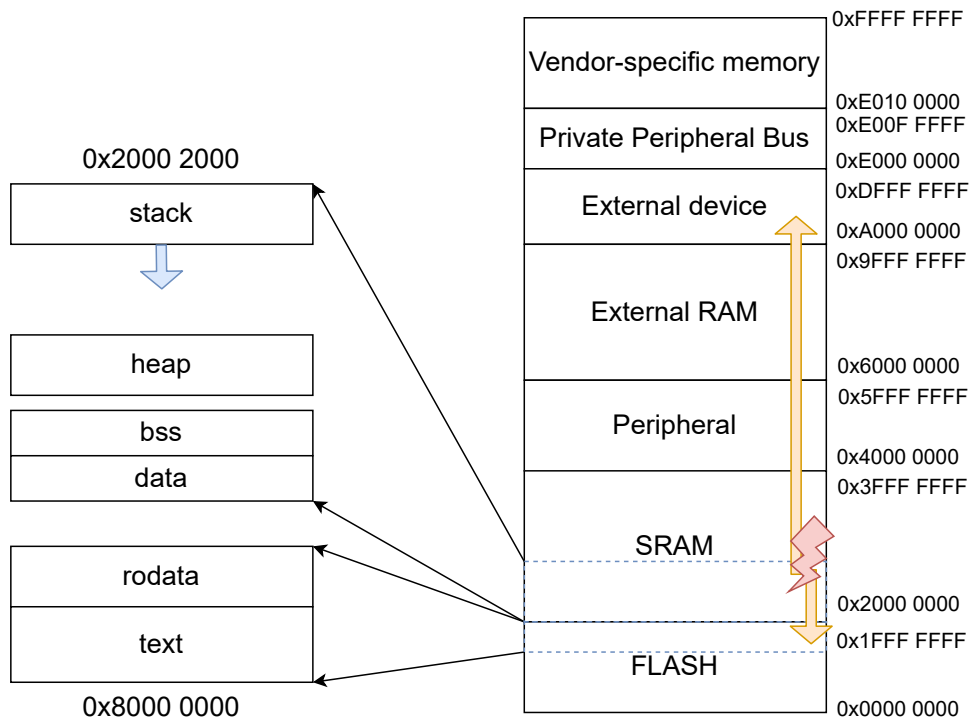 0x2000 2000
stack
heap
bss
data
rodata
text
0x8000 0000
0xFFFF FFFF
Vendor-specific memory
0xE010 0000
0xE00F FFFF
Private Peripheral Bus
0xE000 0000
0xDFFF FFFF
External device
0xA000 0000
0x9FFF FFFF
External RAM
0x6000 0000
0x5FFF FFFF
Peripheral
0x4000 0000
0x3FFF FFFF
SRAM
0x2000 0000
0x1FFF FFFF
FLASH
0x0000 0000